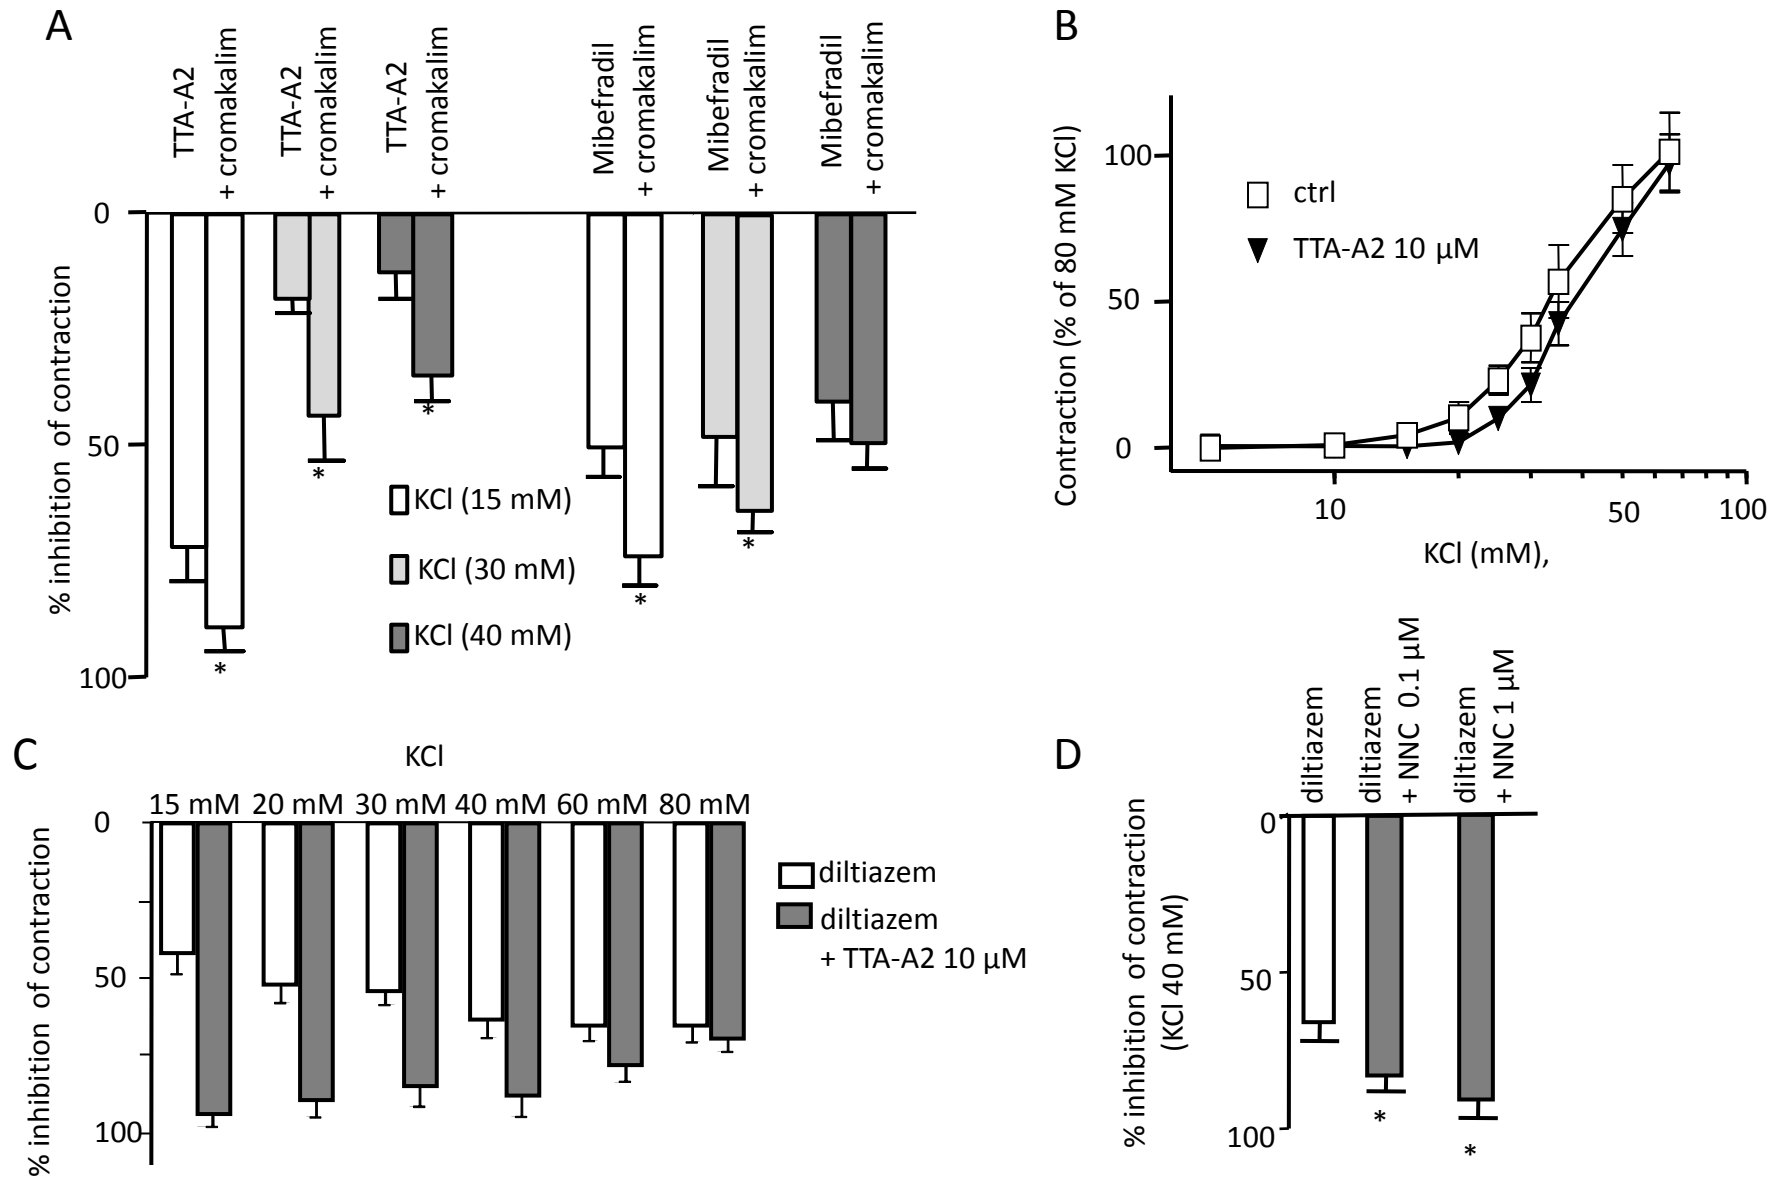 A
TTA-A2
+ cromakalim
TTA-A2
+ cromakalim
TTA-A2
+ cromakalim
Mibefradil
+ cromakalim
Mibefradil
+ cromakalim
Mibefradil
+ cromakalim
% inhibition of contraction
0
50
100
*
*
*
*
*
KCl (15 mM)
KCl (30 mM)
KCl (40 mM)
B
Contraction (% of 80 mM KCl)
100
50
0
ctrl
TTA-A2 10 µM
10
50
100
KCl (mM),
C
KCl
15 mM
20 mM
30 mM
40 mM
60 mM
80 mM
% inhibition of contraction
0
50
100
diltiazem
diltiazem
+ TTA-A2 10 µM
D
diltiazem
diltiazem
+ NNC 0.1 µM
diltiazem
+ NNC 1 µM
% inhibition of contraction
(KCl 40 mM)
0
50
100
*
*